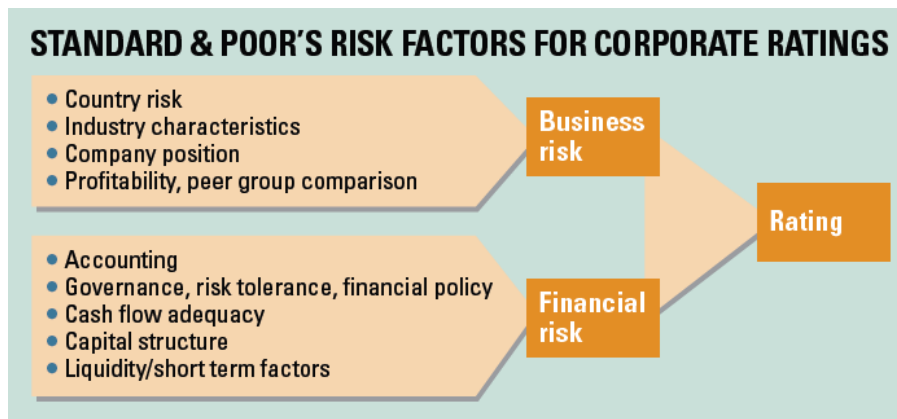 STANDARD & POOR'S RISK FACTORS FOR CORPORATE RATINGS
• Country risk
• Industry characteristics
• Company position
• Profitability, peer group comparison
Business
risk
• Accounting
• Governance, risk tolerance, financial policy
• Cash flow adequacy
• Capital structure
• Liquidity/short term factors
Financial
risk
Rating